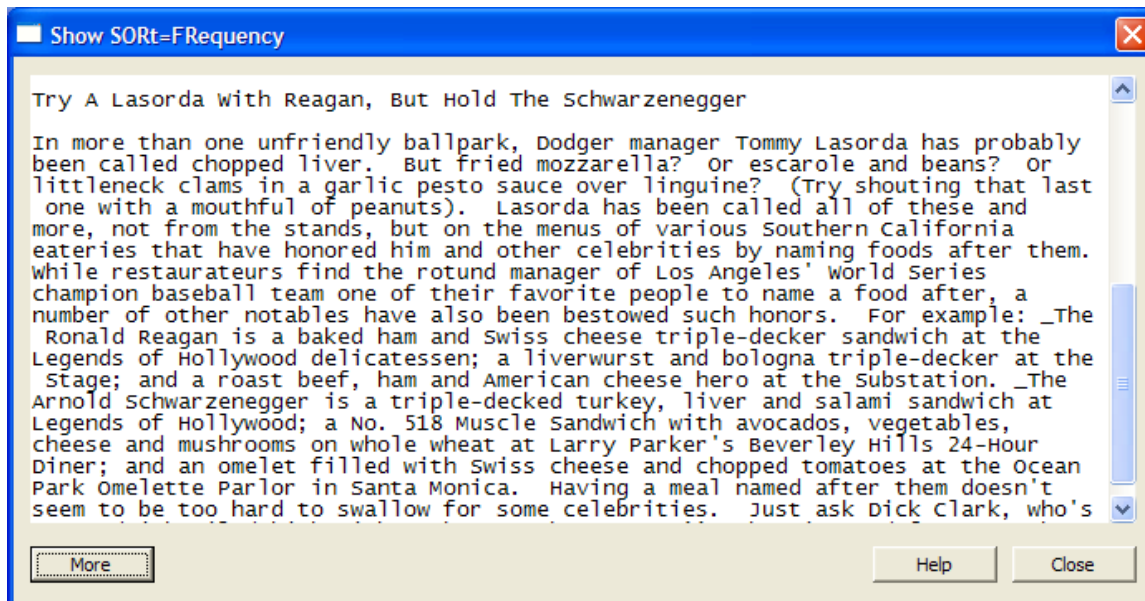 Show SORt=FRequency
Try A Lasorda With Reagan, But Hold The Schwarzenegger
In more than one unfriendly ballpark, Dodger manager Tommy Lasorda has probably
been called chopped liver.  But fried mozzarella?  Or escarole and beans?  Or
littleneck clams in a garlic pesto sauce over linguine?  (Try shouting that last
one with a mouthful of peanuts).  Lasorda has been called all of these and
more, not from the stands, but on the menus of various Southern California
eateries that have honored him and other celebrities by naming foods after them.
While restaurateurs find the rotund manager of Los Angeles' World Series
champion baseball team one of their favorite people to name a food after, a
number of other notables have also been bestowed such honors.  For example: _The
Ronald Reagan is a baked ham and Swiss cheese triple-decker sandwich at the
Legends of Hollywood delicatessen; a liverwurst and bologna triple-decker at the
Stage; and a roast beef, ham and American cheese hero at the Substation. _The
Arnold Schwarzenegger is a triple-decked turkey, liver and salami sandwich at
Legends of Hollywood; a No. 518 Muscle Sandwich with avocados, vegetables,
cheese and mushrooms on whole wheat at Larry Parker's Beverley Hills 24-Hour
Diner; and an omelet filled with Swiss cheese and chopped tomatoes at the Ocean
Park Omelette Parlor in Santa Monica.  Having a meal named after them doesn't
seem to be too hard to swallow for some celebrities.  Just ask Dick Clark, who's
More
Help
Close